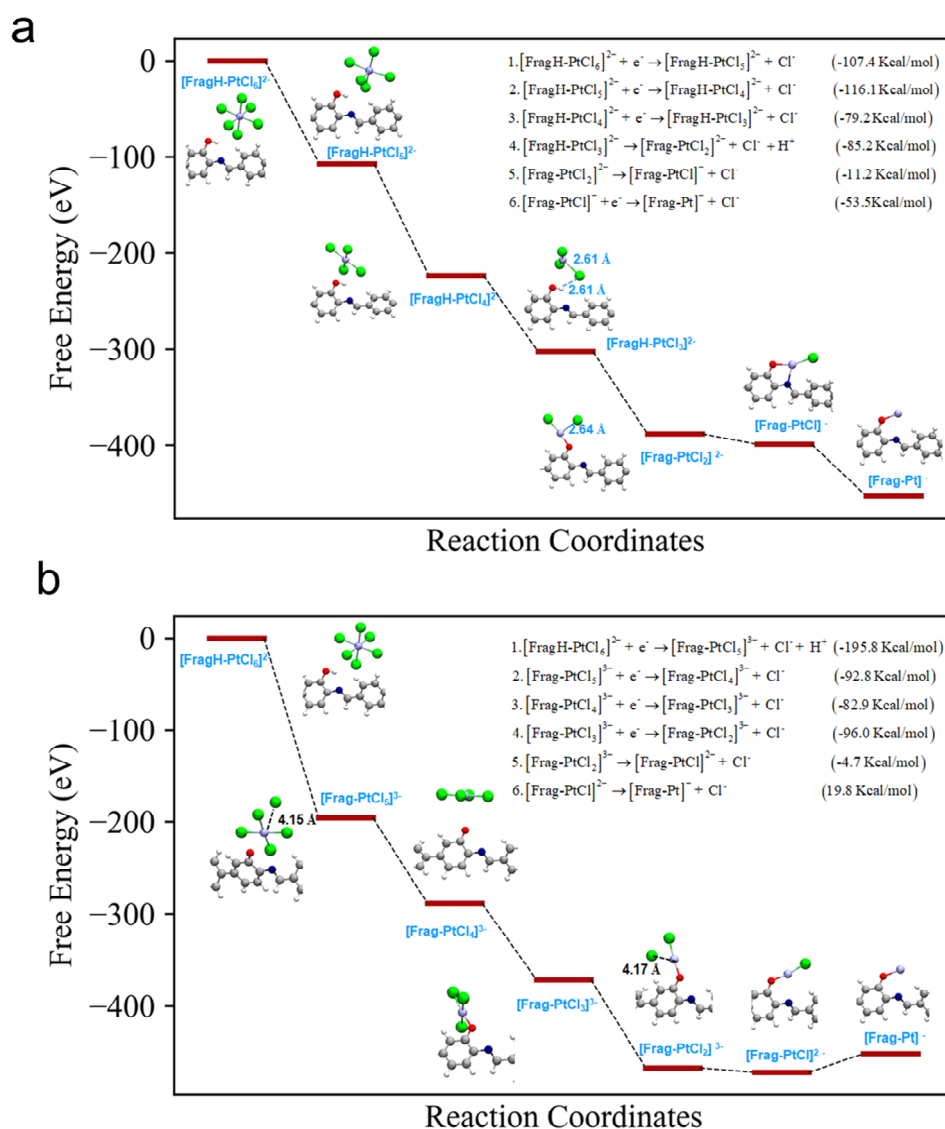 a
0
−100
−200
−300
−400
Free Energy (eV)
Reaction Coordinates
[FragH-PtCl6]2-
[FragH-PtCl5]2-
[FragH-PtCl4]2-
[FragH-PtCl3]2-
[Frag-PtCl2] 2-
[Frag-PtCl] -
[Frag-Pt] -
2.61 Å
2.61 Å
2.64 Å
1. [FragH-PtCl6]2− + e- → [FragH-PtCl5]2− + Cl- (-107.4 Kcal/mol)
2. [FragH-PtCl5]2− + e- → [FragH-PtCl4]2− + Cl- (-116.1 Kcal/mol)
3. [FragH-PtCl4]2− + e- → [FragH-PtCl3]2− + Cl- (-79.2 Kcal/mol)
4. [FragH-PtCl3]2− → [Frag-PtCl2]2− + Cl- + H+ (-85.2 Kcal/mol)
5. [Frag-PtCl2]2− → [Frag-PtCl]− + Cl- (-11.2 Kcal/mol)
6. [Frag-PtCl]− + e- → [Frag-Pt]− + Cl- (-53.5Kcal/mol)
b
0
−100
−200
−300
−400
Free Energy (eV)
Reaction Coordinates
[FragH-PtCl6]2-
[Frag-PtCl5]3-
[Frag-PtCl4]3-
[Frag-PtCl3]3-
[Frag-PtCl2] 3-
[Frag-PtCl]2 -
[Frag-Pt] -
4.15 Å
4.17 Å
1. [FragH-PtCl6]2− + e- → [Frag-PtCl5]3− + Cl- + H+ (-195.8 Kcal/mol)
2. [Frag-PtCl5]3− + e- → [Frag-PtCl4]3− + Cl- (-92.8 Kcal/mol)
3. [Frag-PtCl4]3− + e- → [Frag-PtCl3]3− + Cl- (-82.9 Kcal/mol)
4. [Frag-PtCl3]3− + e- → [Frag-PtCl2]3− + Cl- (-96.0 Kcal/mol)
5. [Frag-PtCl2]3− → [Frag-PtCl]2− + Cl- (-4.7 Kcal/mol)
6. [Frag-PtCl]2− → [Frag-Pt]− + Cl- (19.8 Kcal/mol)